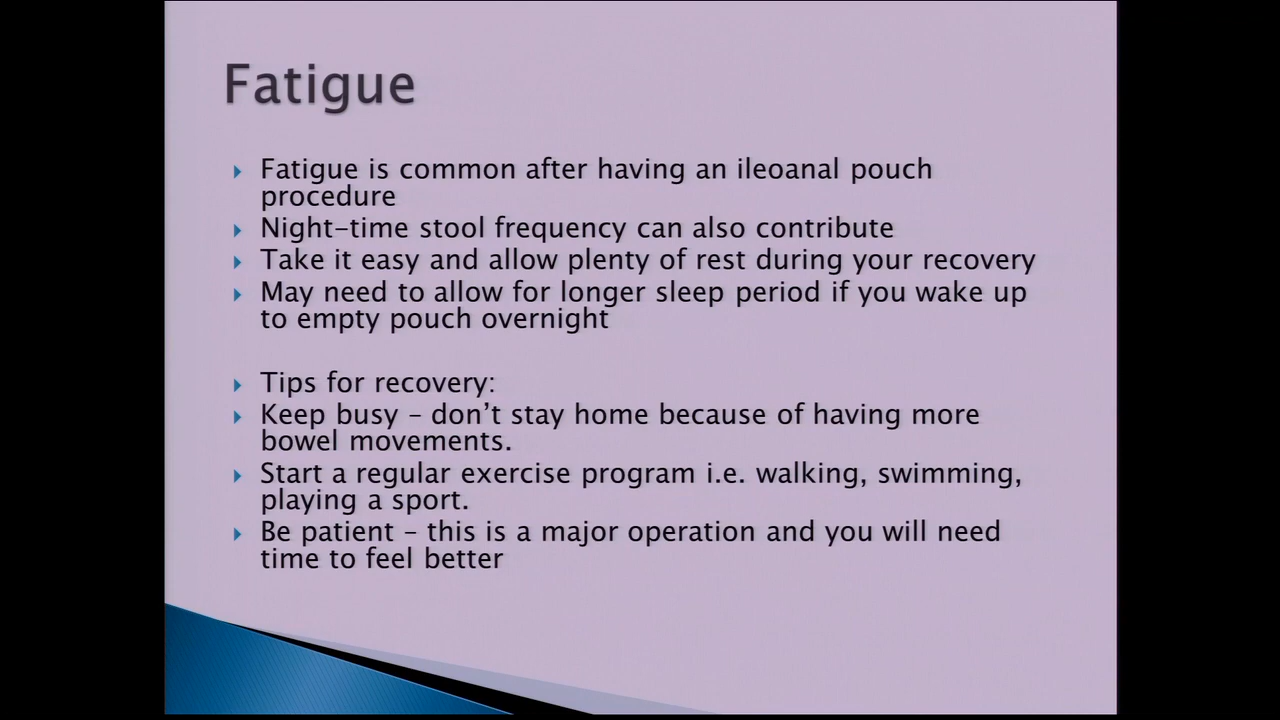 Fatigue
Fatigue is common after having an ileoanal pouch
procedure
Night-time stool frequency can also contribute
Take it easy and allow plenty of rest during your recovery
May need to allow for longer sleep period if you wake up
to empty pouch overnight
Tips for recovery:
Keep busy – don’t stay home because of having more
bowel movements.
Start a regular exercise program i.e. walking, swimming,
playing a sport.
Be patient – this is a major operation and you will need
time to feel better